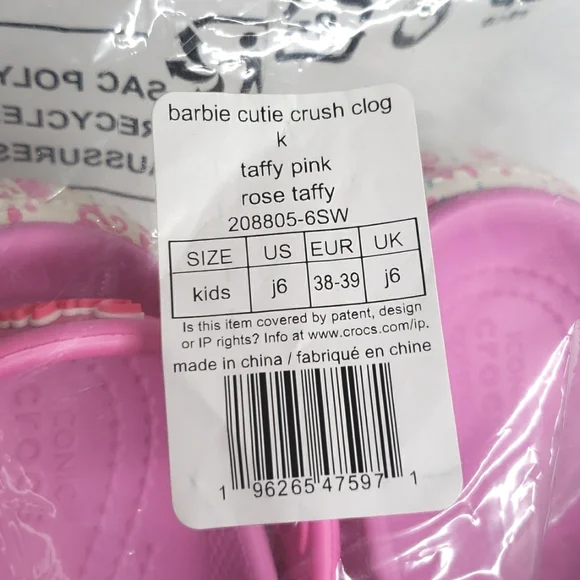 SAC POLY
RECYCLE
AUSSURES
barbie cutie crush clog
k
taffy pink
rose taffy
208805-6SW
SIZE US EUR UK
kids j6 38-39 j6
Is this item covered by patent, design
or IP rights? Info at www.crocs.com/ip.
made in china / fabriqué en chine
1 96265 47597 1